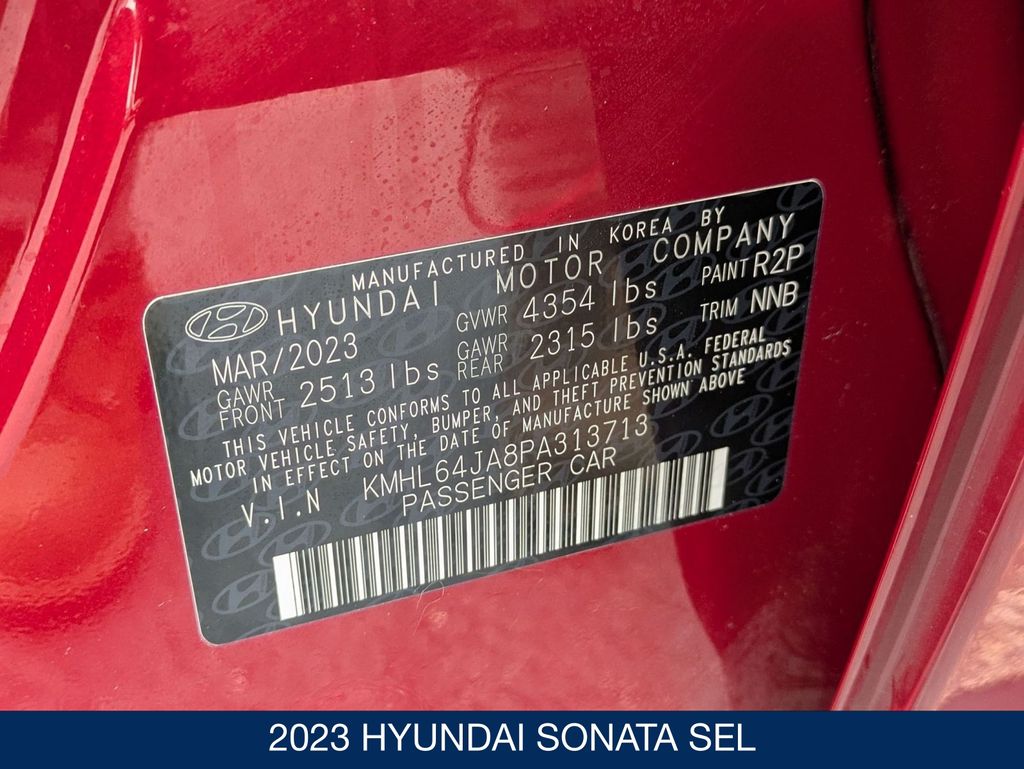 MANUFACTURED IN KOREA BY
HYUNDAI MOTOR COMPANY
MAR/2023 GVWR 4354 lbs PAINT R2P
GAWR FRONT 2513 lbs GAWR REAR 2315 lbs TRIM NNB
THIS VEHICLE CONFORMS TO ALL APPLICABLE U.S.A. FEDERAL
MOTOR VEHICLE SAFETY, BUMPER, AND THEFT PREVENTION STANDARDS
IN EFFECT ON THE DATE OF MANUFACTURE SHOWN ABOVE
V.I.N KMHL64JA8PA313713
PASSENGER CAR
2023 HYUNDAI SONATA SEL